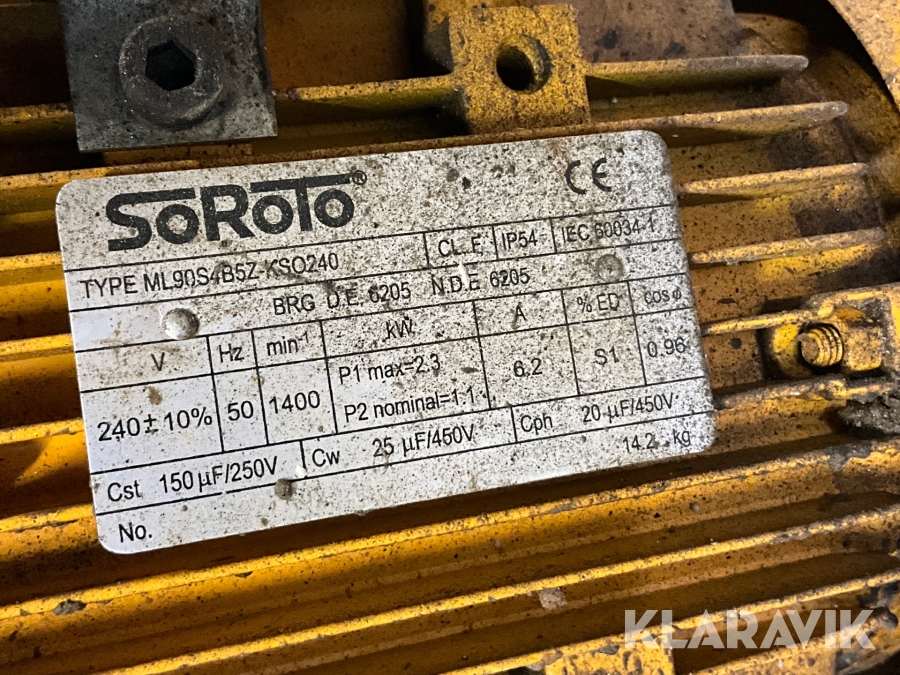 SoRoTo®
CE
TYPE ML90S4B5Z-KSO240 CL. F IP54 IEC 60034-1
BRG D.E. 6205 N.D.E 6205
V Hz min⁻¹ kW A % ED cos φ
240±10% 50 1400 P1 max=2.3 6.2 S1 0.96
P2 nominal=1.1
Cst 150 µF/250V Cw 25 µF/450V Cph 20 µF/450V
No. 14.2 kg
KLARAVIK